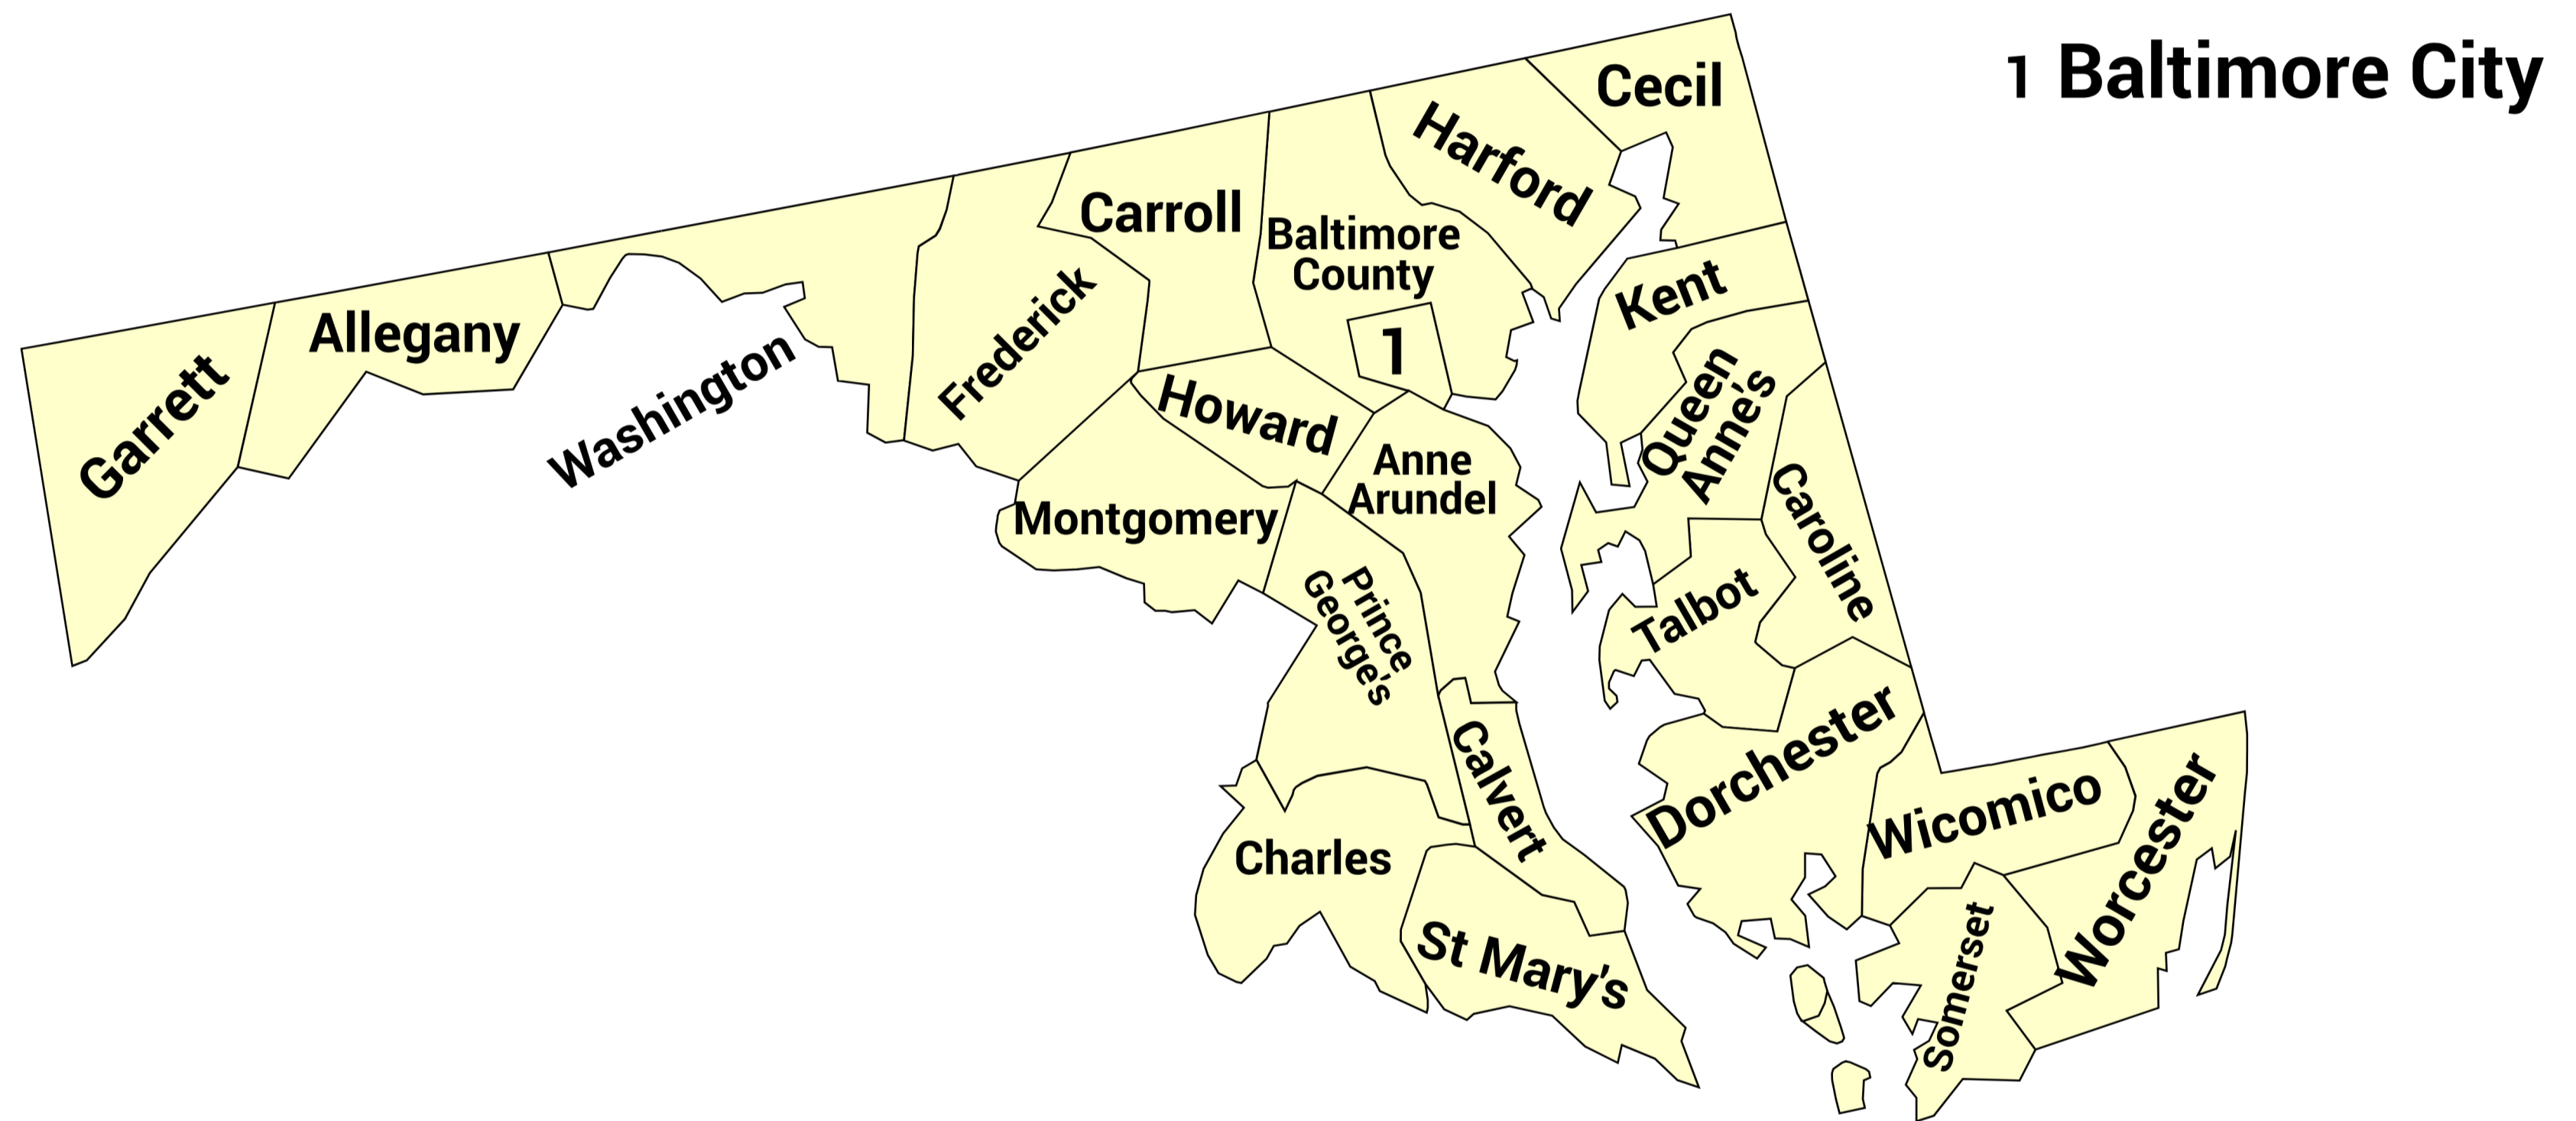 1 Baltimore City
Cecil
Harford
Carroll
Baltimore
County
Kent
Allegany
Frederick
1
Garrett
Washington
Howard
Queen
Anne's
Anne
Arundel
Montgomery
Caroline
Prince
George's
Talbot
Dorchester
Calvert
Wicomico
Worcester
Charles
St Mary's
Somerset